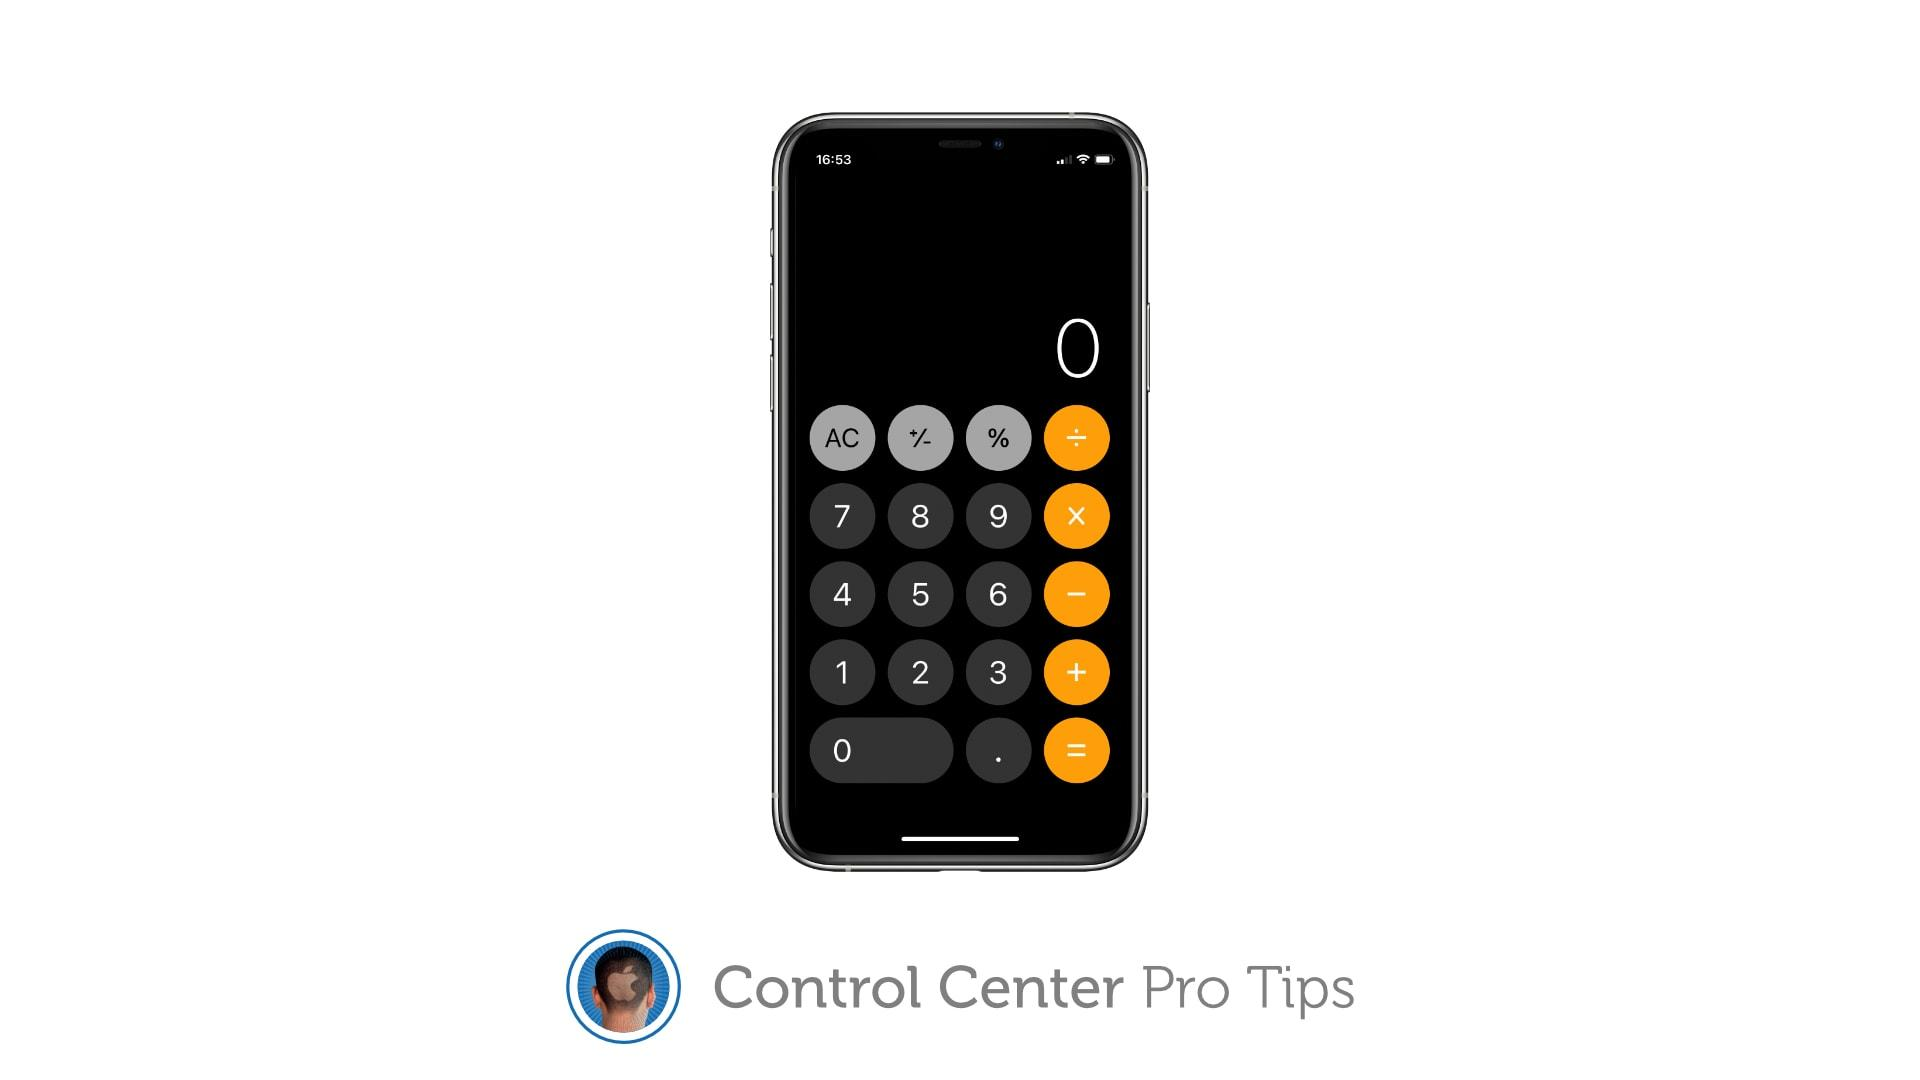 16:53
0
AC +/- % ÷
7 8 9 ×
4 5 6 −
1 2 3 +
0 . =
Control Center Pro Tips